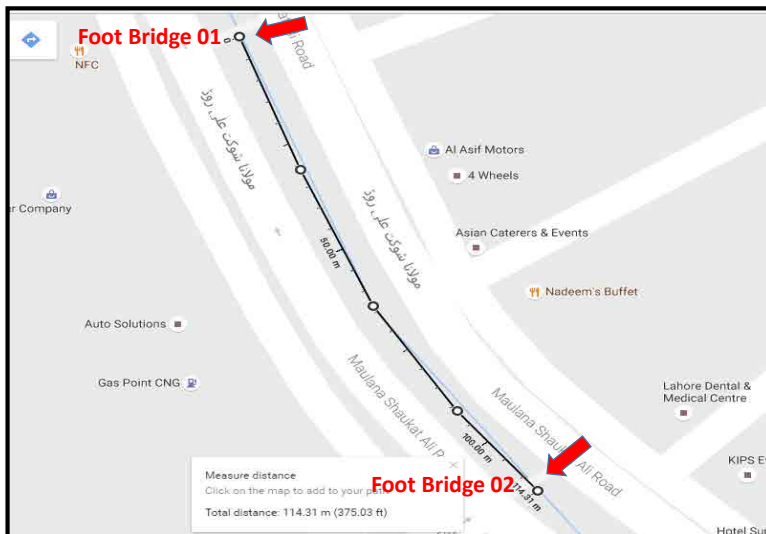 Foot Bridge 01
0
NFC
Road
مولانا شوکت علی روڈ
Al Asif Motors
4 Wheels
er Company
مولانا شوکت علی روڈ
50.00 m
Asian Caterers & Events
Nadeem's Buffet
Auto Solutions
Gas Point CNG
Maulana Shaukat Ali R
Lahore Dental &
Medical Centre
Maulana Shaukat Ali Road
100.00 m
KIPS E
Measure distance
Click on the map to add to your path
Foot Bridge 02
114.31 m
Total distance: 114.31 m (375.03 ft)
Hotel Sun